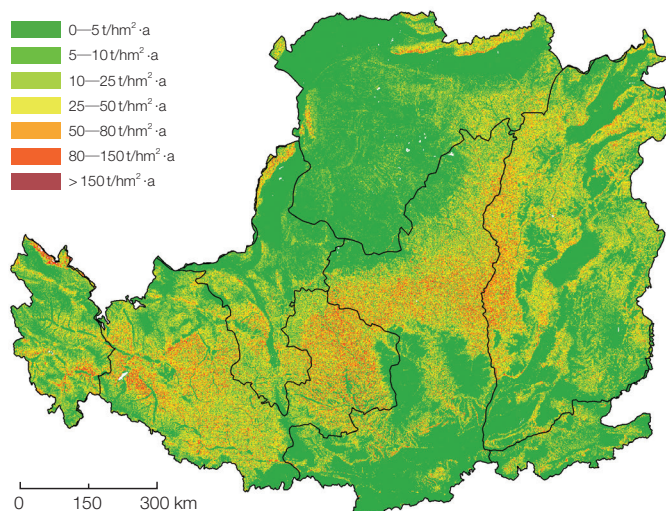 0—5 t/hm²·a
5—10 t/hm²·a
10—25 t/hm²·a
25—50 t/hm²·a
50—80 t/hm²·a
80—150 t/hm²·a
> 150 t/hm²·a
0 150 300 km